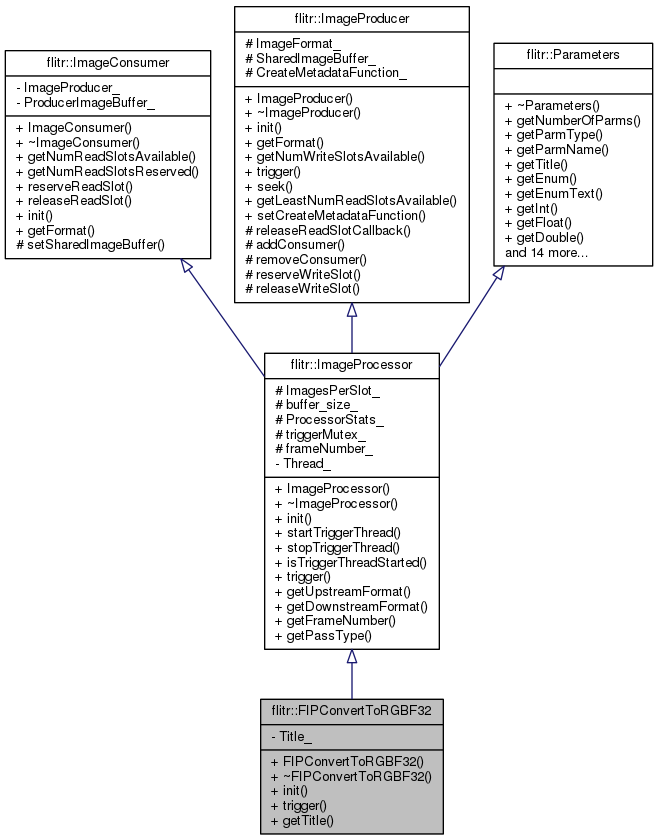 flitr::ImageConsumer
- ImageProducer_
- ProducerImageBuffer_
+ ImageConsumer()
+ ~ImageConsumer()
+ getNumReadSlotsAvailable()
+ getNumReadSlotsReserved()
+ reserveReadSlot()
+ releaseReadSlot()
+ init()
+ getFormat()
# setSharedImageBuffer()
flitr::ImageProducer
# ImageFormat_
# SharedImageBuffer_
# CreateMetadataFunction_
+ ImageProducer()
+ ~ImageProducer()
+ init()
+ getFormat()
+ getNumWriteSlotsAvailable()
+ trigger()
+ seek()
+ getLeastNumReadSlotsAvailable()
+ setCreateMetadataFunction()
# releaseReadSlotCallback()
# addConsumer()
# removeConsumer()
# reserveWriteSlot()
# releaseWriteSlot()
flitr::Parameters
+ ~Parameters()
+ getNumberOfParms()
+ getParmType()
+ getParmName()
+ getTitle()
+ getEnum()
+ getEnumText()
+ getInt()
+ getFloat()
+ getDouble()
and 14 more...
flitr::ImageProcessor
# ImagesPerSlot_
# buffer_size_
# ProcessorStats_
# triggerMutex_
# frameNumber_
- Thread_
+ ImageProcessor()
+ ~ImageProcessor()
+ init()
+ startTriggerThread()
+ stopTriggerThread()
+ isTriggerThreadStarted()
+ trigger()
+ getUpstreamFormat()
+ getDownstreamFormat()
+ getFrameNumber()
+ getPassType()
flitr::FIPConvertToRGBF32
- Title_
+ FIPConvertToRGBF32()
+ ~FIPConvertToRGBF32()
+ init()
+ trigger()
+ getTitle()